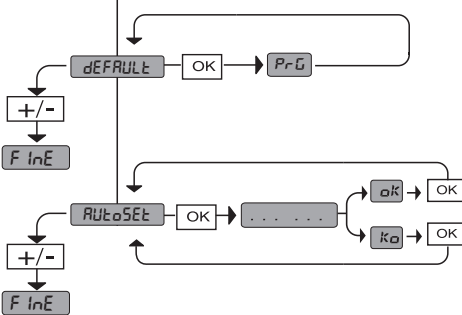 dEFAULt OK PrG
+/-
F InE
AUtoSEt OK . . . . . . oK OK
Ko OK
+/-
F InE